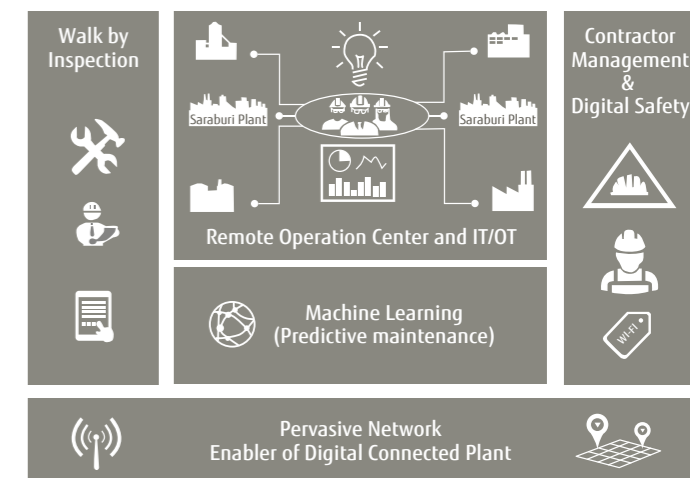 Walk by
Inspection
Saraburi Plant
Saraburi Plant
Remote Operation Center and IT/OT
Machine Learning
(Predictive maintenance)
Contractor
Management
&
Digital Safety
WI-FI
Pervasive Network
Enabler of Digital Connected Plant